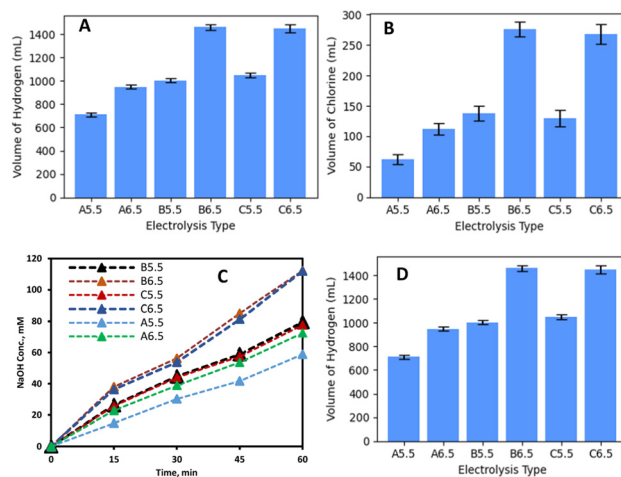 A
Volume of Hydrogen (mL)
1400
1200
1000
800
600
400
200
0
A5.5 A6.5 B5.5 B6.5 C5.5 C6.5
Electrolysis Type
B
Volume of Chlorine (mL)
300
250
200
150
100
50
0
A5.5 A6.5 B5.5 B6.5 C5.5 C6.5
Electrolysis Type
C
NaOH Conc., mM
120
100
80
60
40
20
0
B5.5
B6.5
C5.5
C6.5
A5.5
A6.5
0 15 30 45 60
Time, min
D
Volume of Hydrogen (mL)
1400
1200
1000
800
600
400
200
0
A5.5 A6.5 B5.5 B6.5 C5.5 C6.5
Electrolysis Type